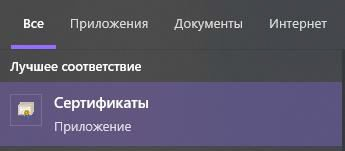 Все Приложения Документы Интернет
Лучшее соответствие
Сертификаты
Приложение